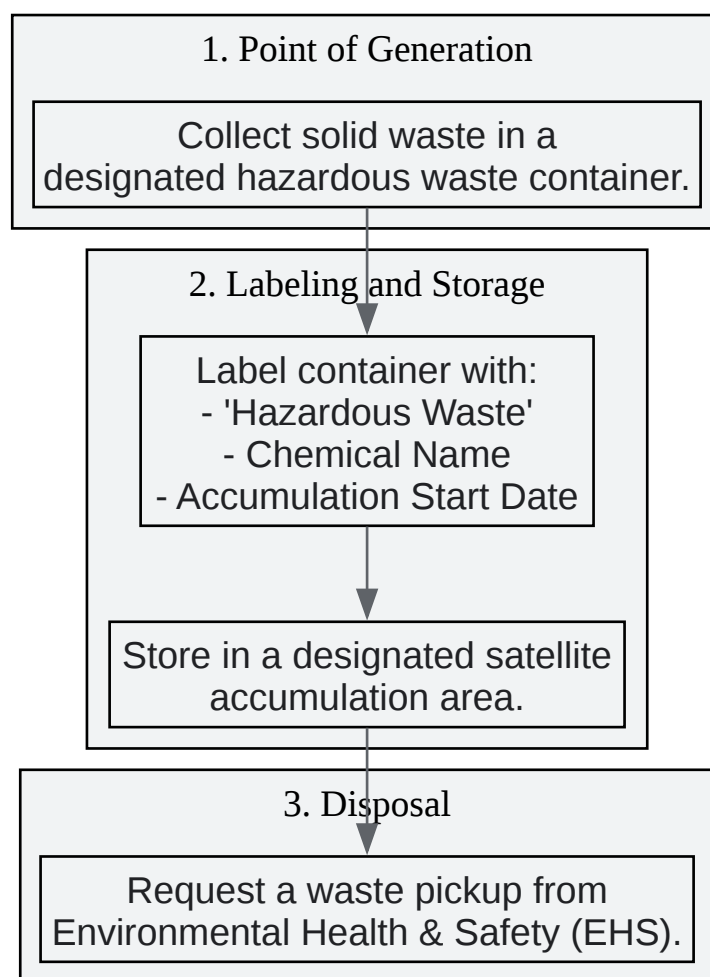 1. Point of Generation
Collect solid waste in a
designated hazardous waste container.
2. Labeling and Storage
Label container with:
- 'Hazardous Waste'
- Chemical Name
- Accumulation Start Date
Store in a designated satellite
accumulation area.
3. Disposal
Request a waste pickup from
Environmental Health & Safety (EHS).